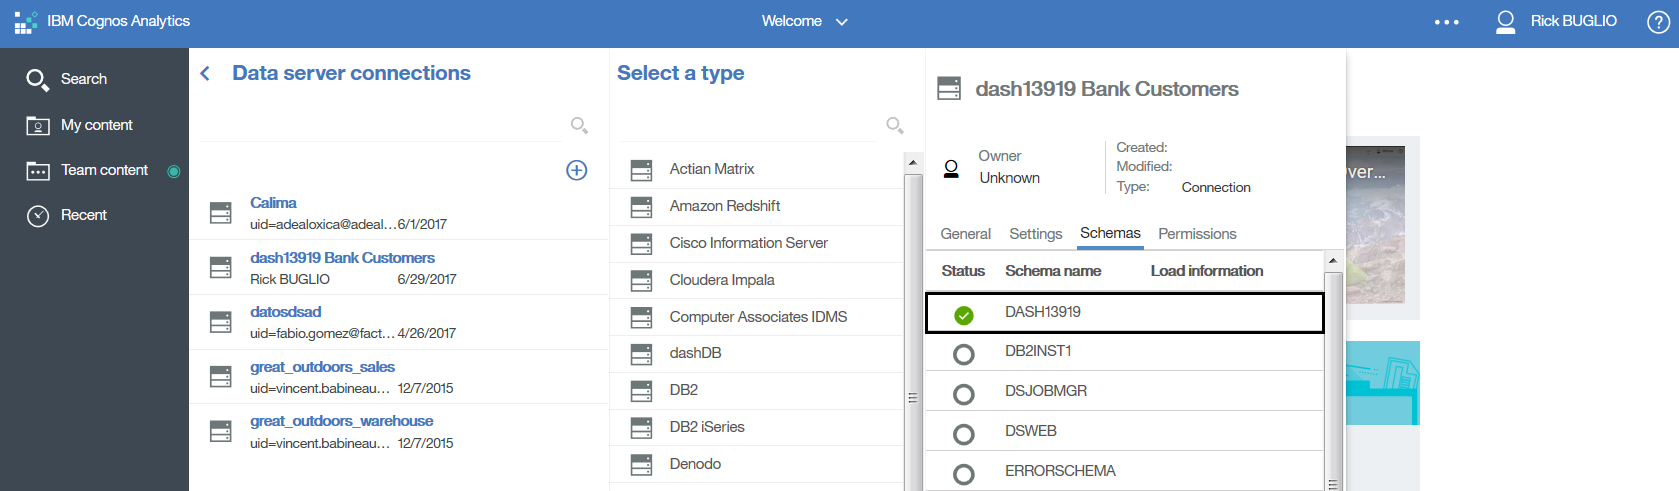 IBM Cognos Analytics
Welcome
Rick BUGLIO
Search
My content
Team content
Recent
Data server connections
Calima
uid=adealoxica@adeal...6/1/2017
dash13919 Bank Customers
Rick BUGLIO 6/29/2017
datosdsad
uid=fabio.gomez@fact... 4/26/2017
great_outdoors_sales
uid=vincent.babineau... 12/7/2015
great_outdoors_warehouse
uid=vincent.babineau... 12/7/2015
Select a type
Actian Matrix
Amazon Redshift
Cisco Information Server
Cloudera Impala
Computer Associates IDMS
dashDB
DB2
DB2 iSeries
Denodo
dash13919 Bank Customers
Owner
Unknown
Created:
Modified:
Type: Connection
General Settings Schemas Permissions
Status Schema name Load information
DASH13919
DB2INST1
DSJOBMGR
DSWEB
ERRORSCHEMA
Over...